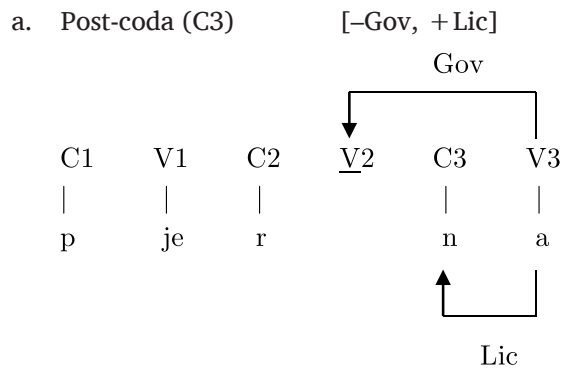 a. Post-coda (C3) [–Gov, +Lic]
Gov
C1 V1 C2 V2 C3 V3
| | | | |
p je r n a
Lic